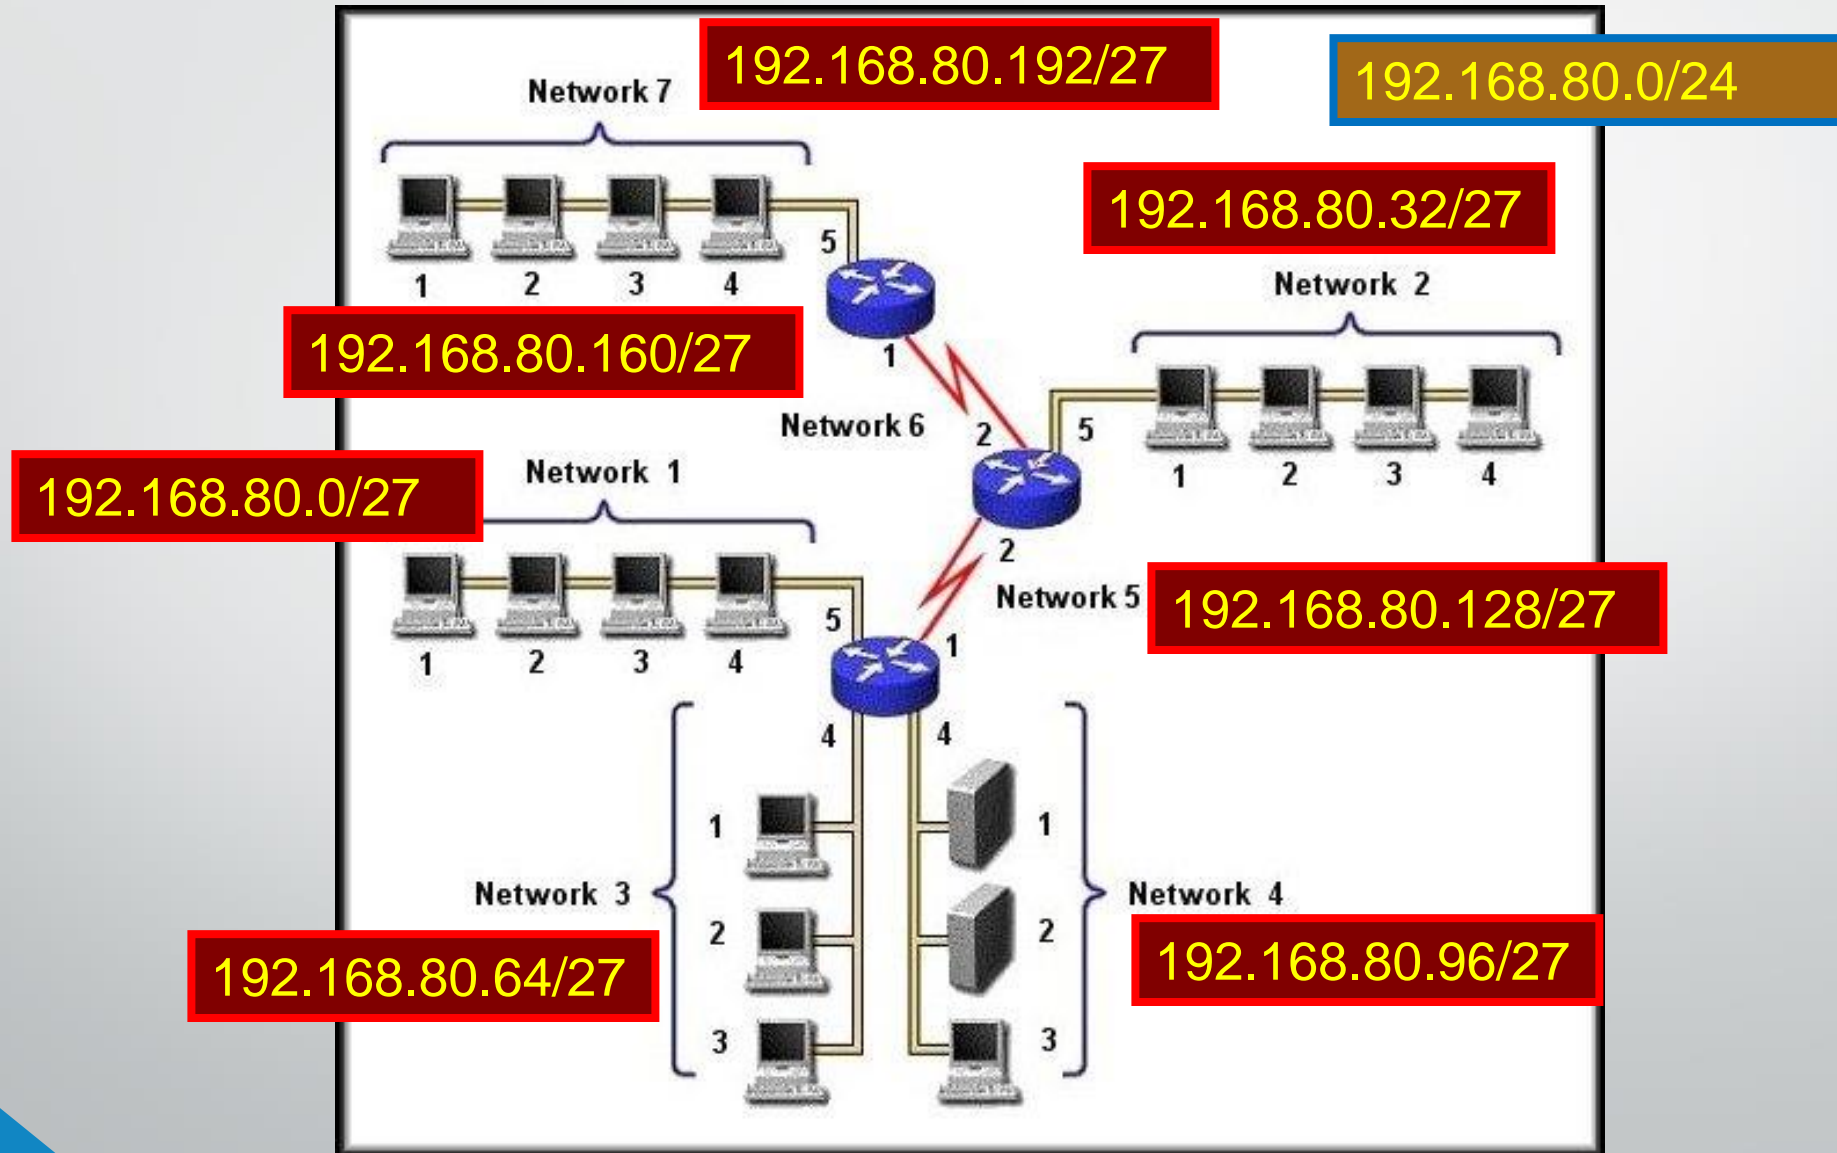 192.168.80.192/27
192.168.80.0/24
Network 7
192.168.80.32/27
5
1 2 3 4
Network 2
192.168.80.160/27
1
Network 6
2 5
1 2 3 4
192.168.80.0/27
Network 1
2
Network 5
192.168.80.128/27
5
1
1 2 3 4
4 4
1 1
Network 3
Network 4
2 2
192.168.80.64/27
192.168.80.96/27
3 3